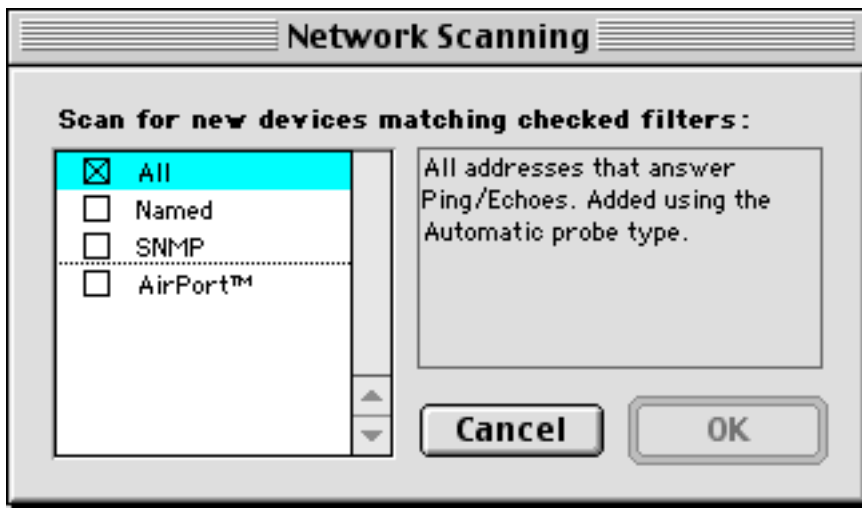 Network Scanning
Scan for new devices matching checked filters:
All
Named
SNMP
AirPort™
All addresses that answer
Ping/Echoes. Added using the
Automatic probe type.
Cancel
OK